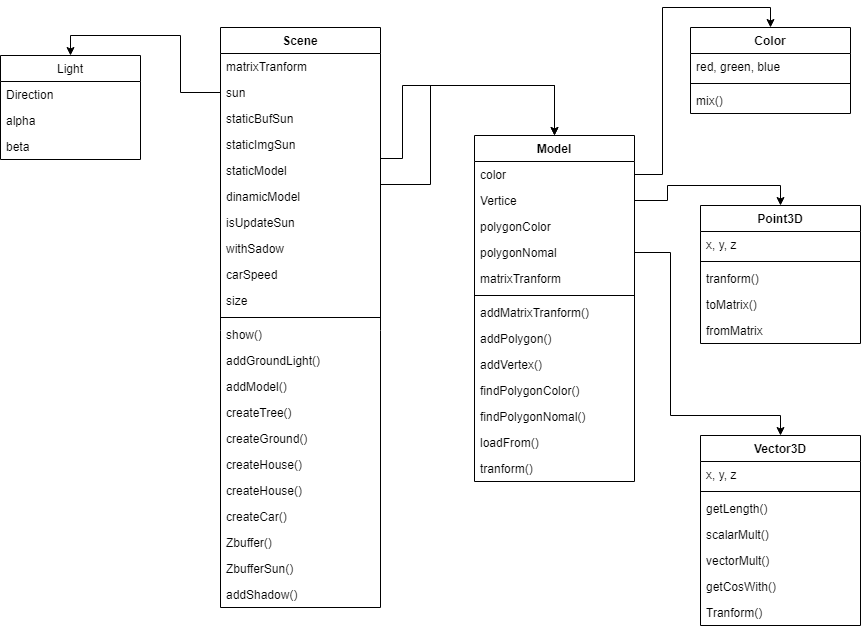 Light
Direction
alpha
beta
Scene
matrixTranform
sun
staticBufSun
staticImgSun
staticModel
dinamicModel
isUpdateSun
withSadow
carSpeed
size
show()
addGroundLight()
addModel()
createTree()
createGround()
createHouse()
createHouse()
createCar()
Zbuffer()
ZbufferSun()
addShadow()
Model
color
Vertice
polygonColor
polygonNomal
matrixTranform
addMatrixTranform()
addPolygon()
addVertex()
findPolygonColor()
findPolygonNomal()
loadFrom()
tranform()
Color
red, green, blue
mix()
Point3D
x, y, z
tranform()
toMatrix()
fromMatrix
Vector3D
x, y, z
getLength()
scalarMult()
vectorMult()
getCosWith()
Tranform()